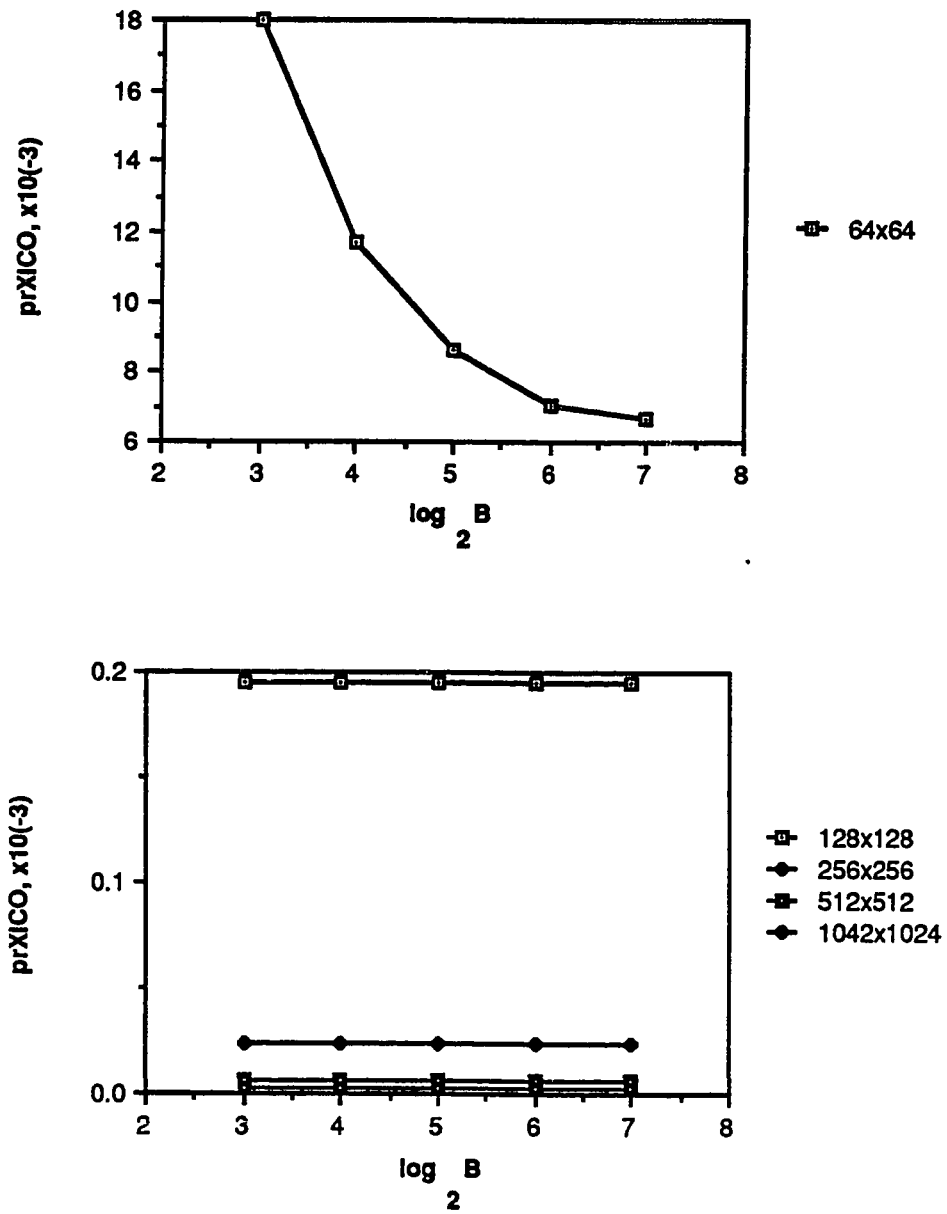 18
16
14
12
10
8
6
prXICO, x10(-3)
2 3 4 5 6 7 8
log 2 B
64x64
0.2
0.1
0.0
prXICO, x10(-3)
2 3 4 5 6 7 8
log 2 B
128x128
256x256
512x512
1042x1024